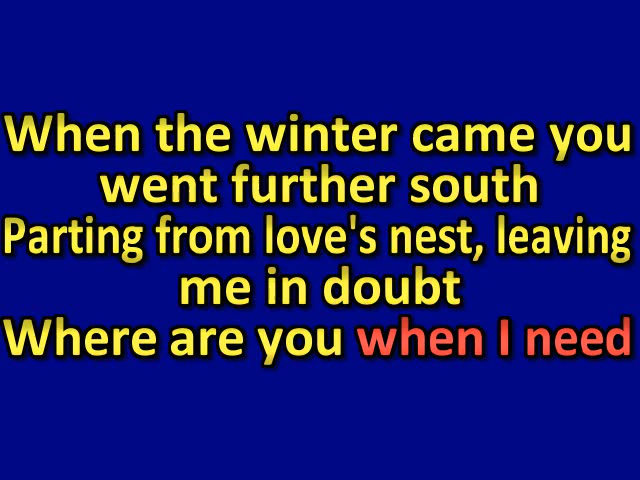 When the winter came you
went further south
Parting from love's nest, leaving
me in doubt
Where are you when I need